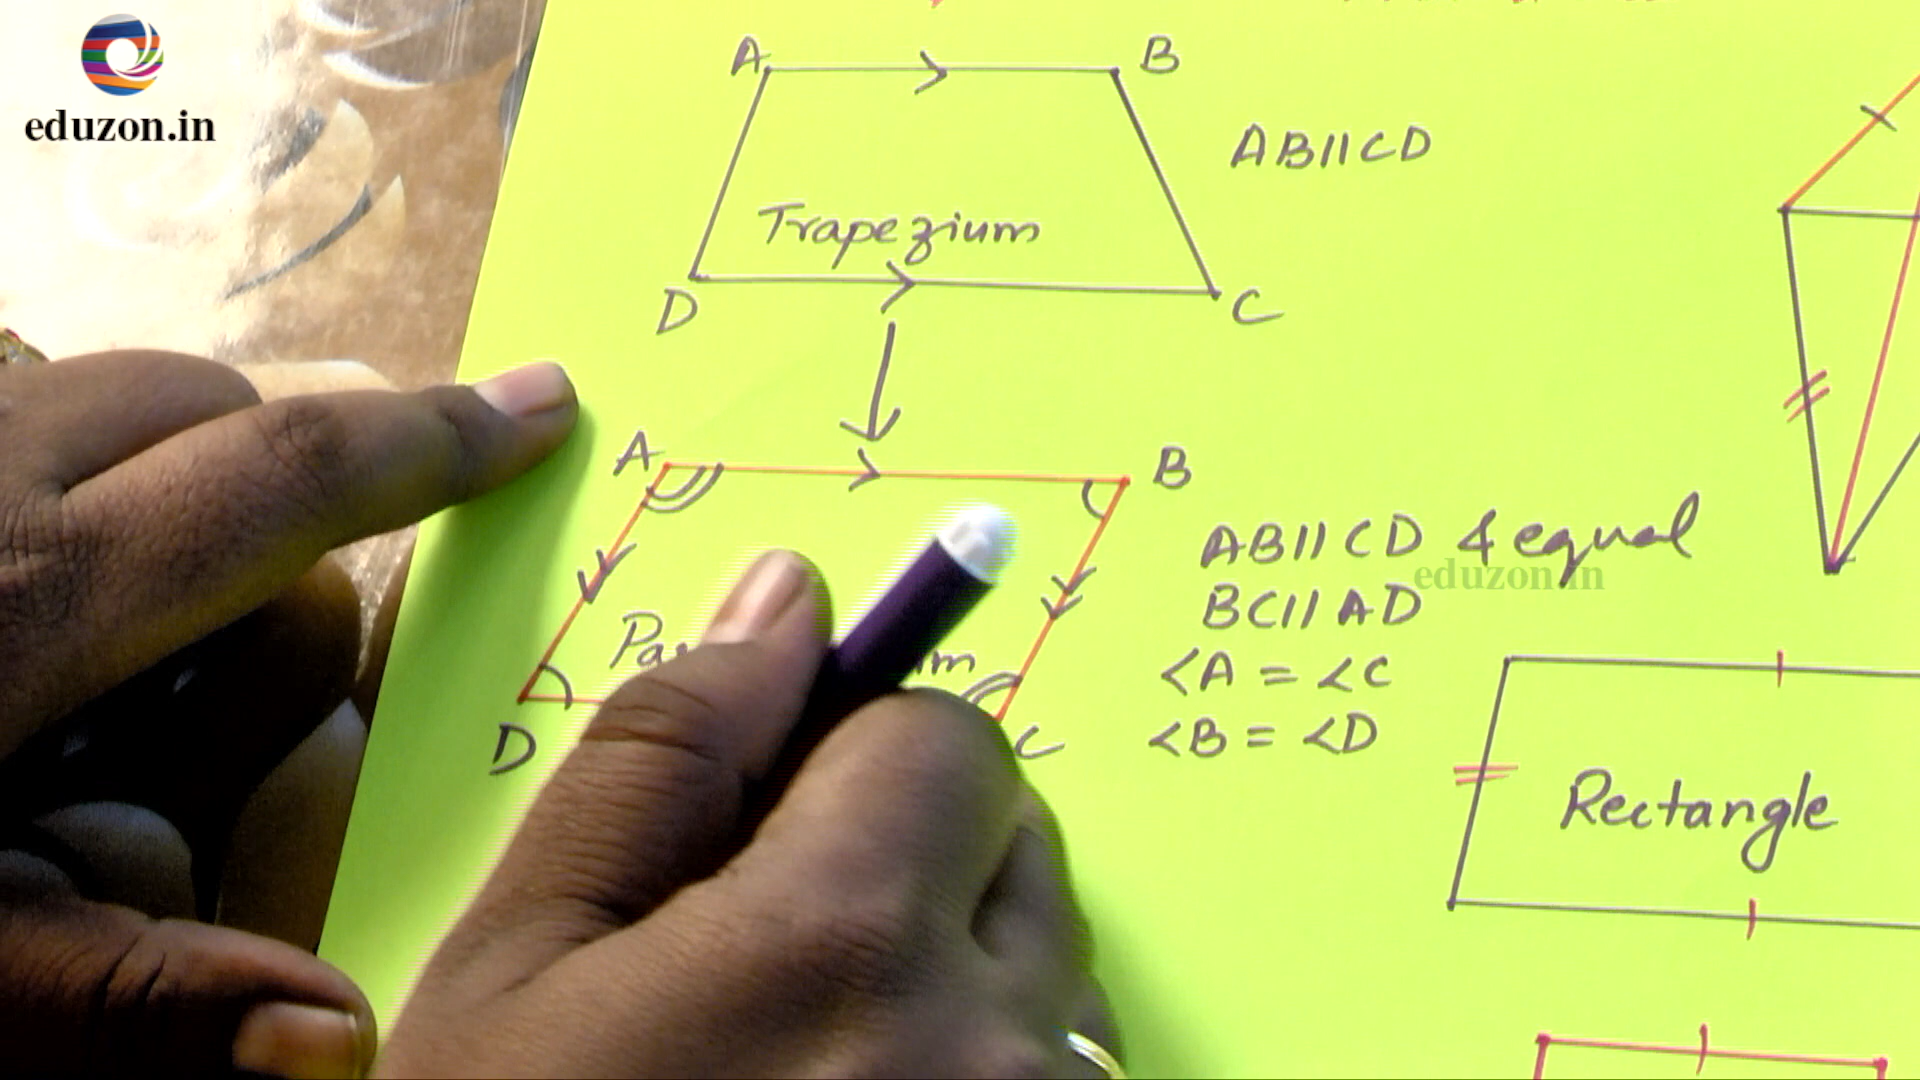 eduzon.in
A B
AB||CD
Trapezium
D C
A B
AB||CD & equal
eduzon.in
BC||AD
∠A = ∠C
∠B = ∠D
D C
Rectangle